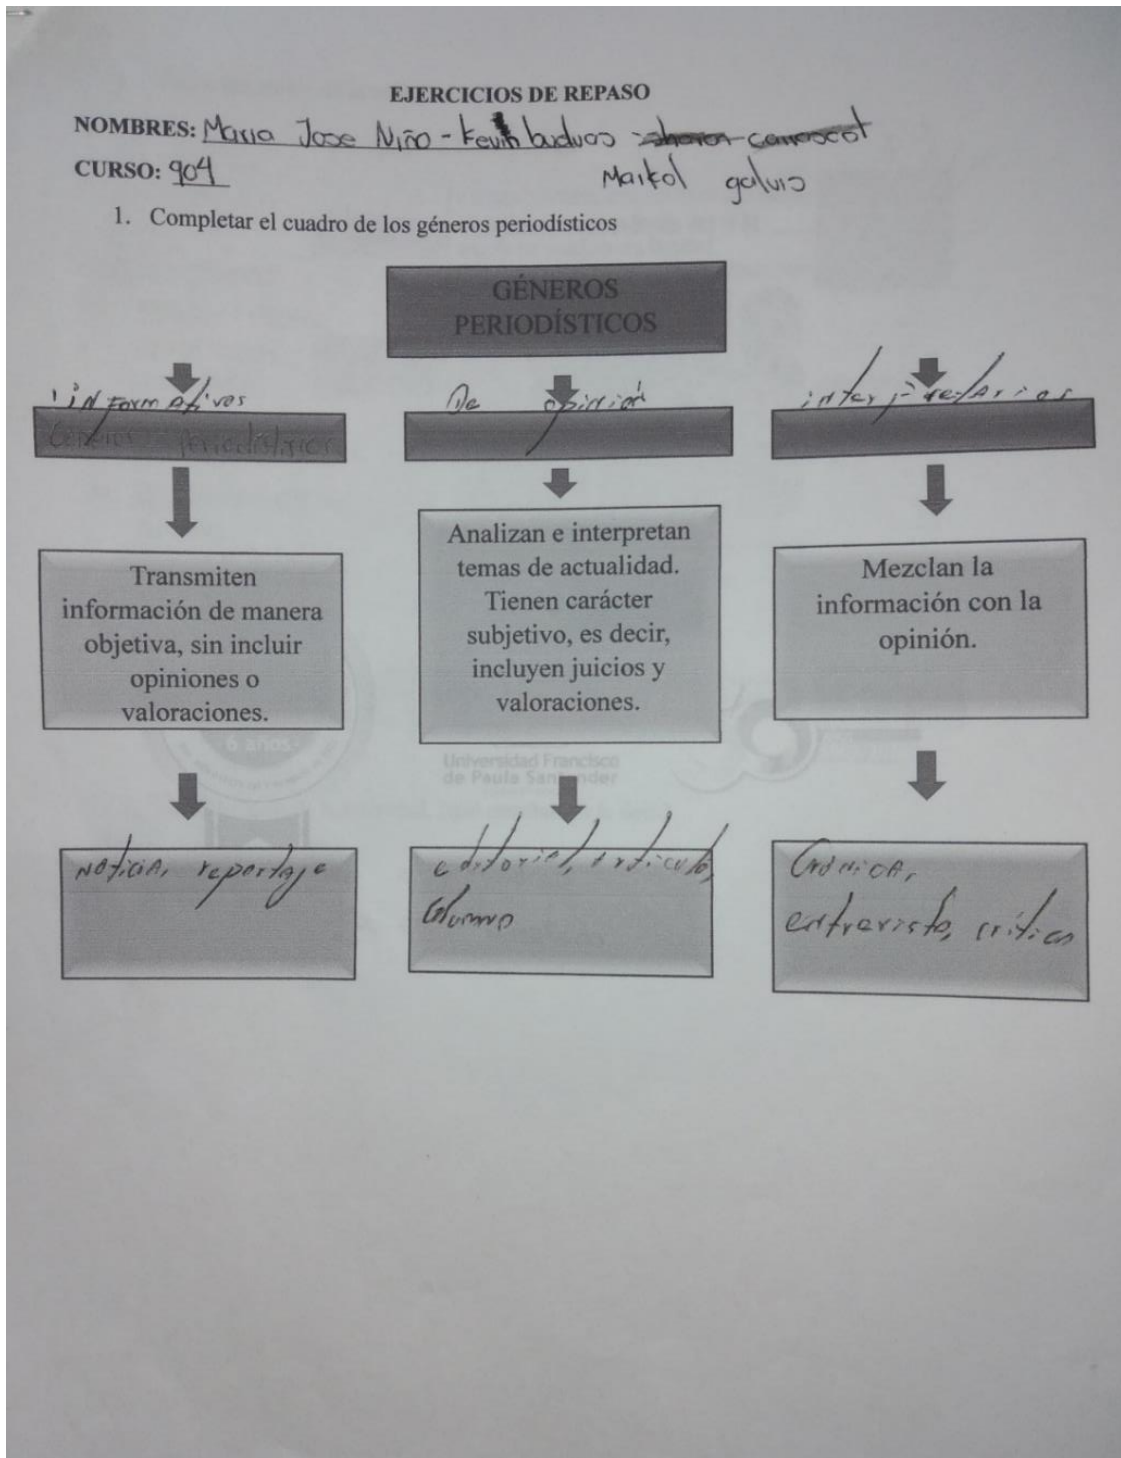 EJERCICIOS DE REPASO
NOMBRES: Maria Jose Niño - Kevin
CURSO: 904 Maikol galvis
1. Completar el cuadro de los géneros periodísticos
GÉNEROS
PERIODÍSTICOS
informativos
De opinión
interpretativos
Transmiten
información de manera
objetiva, sin incluir
opiniones o
valoraciones.
Analizan e interpretan
temas de actualidad.
Tienen carácter
subjetivo, es decir,
incluyen juicios y
valoraciones.
Mezclan la
información con la
opinión.
6 años
Universidad Francisco
de Paula Santander
Noticia, reportaje
editorial, articulo,
Columna
Crónica,
entrevista, crítica